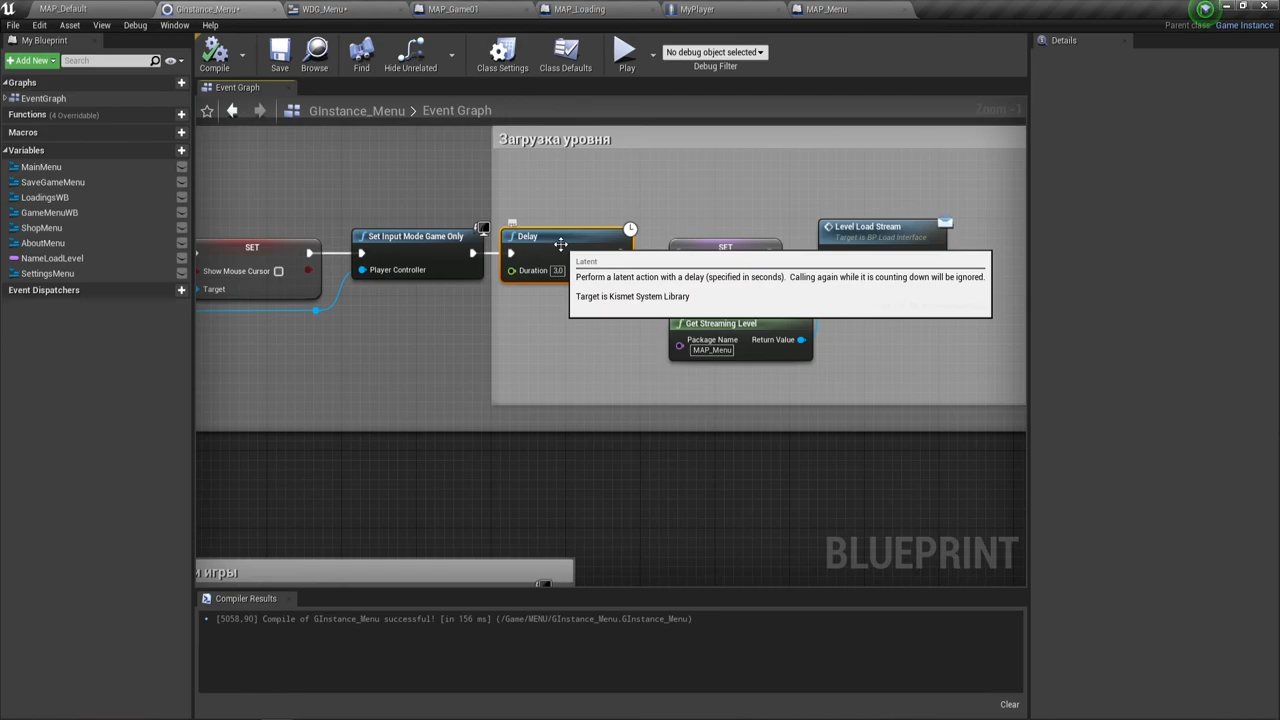 MAP_Default
GInstance_Menu*
WDG_Menu*
MAP_Game01
MAP_Loading
MyPlayer
MAP_Menu
File Edit Asset View Debug Window Help
Parent class: Game Instance
My Blueprint
Add New
Search
Graphs
EventGraph
Functions (4 Overridable)
Macros
Variables
MainMenu
SaveGameMenu
LoadingsWB
GameMenuWB
ShopMenu
AboutMenu
NameLoadLevel
SettingsMenu
Event Dispatchers
Compile
Save
Browse
Find
Hide Unrelated
Class Settings
Class Defaults
Play
No debug object selected
Debug Filter
Event Graph
GInstance_Menu > Event Graph
Zoom -1
Загрузка уровня
SET
Show Mouse Cursor
Target
Set Input Mode Game Only
Player Controller
Delay
Duration 3,0
SET
Level Load Stream
Target is BP Load Interface
Latent
Perform a latent action with a delay (specified in seconds). Calling again while it is counting down will be ignored.
Target is Kismet System Library
Get Streaming Level
Package Name
MAP_Menu
Return Value
BLUEPRINT
и игры
Compiler Results
[5058,90] Compile of GInstance_Menu successful! [in 156 ms] (/Game/MENU/GInstance_Menu.GInstance_Menu)
Clear
Details